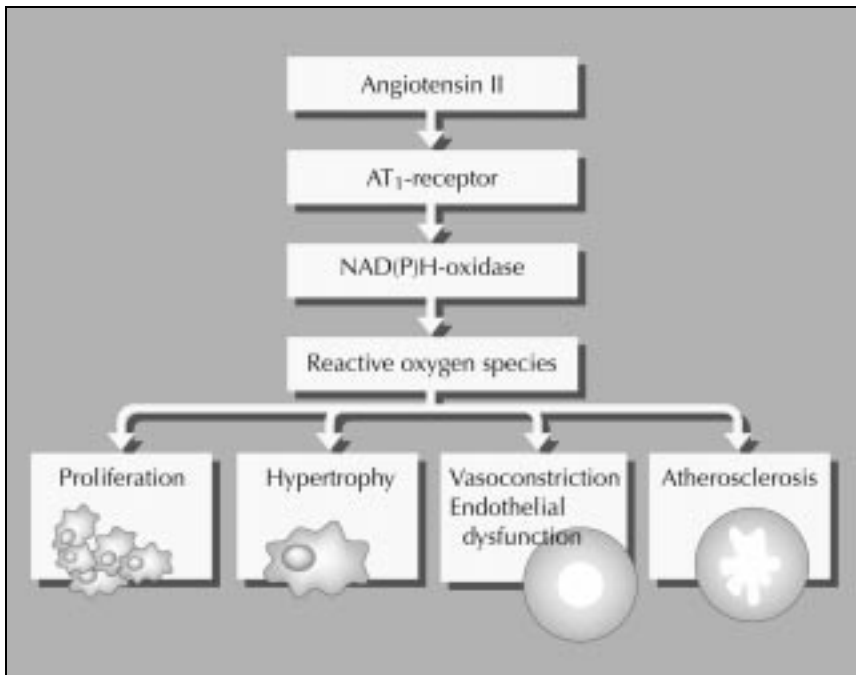 Angiotensin II
AT₁-receptor
NAD(P)H-oxidase
Reactive oxygen species
Proliferation
Hypertrophy
Vasoconstriction
Endothelial
dysfunction
Atherosclerosis